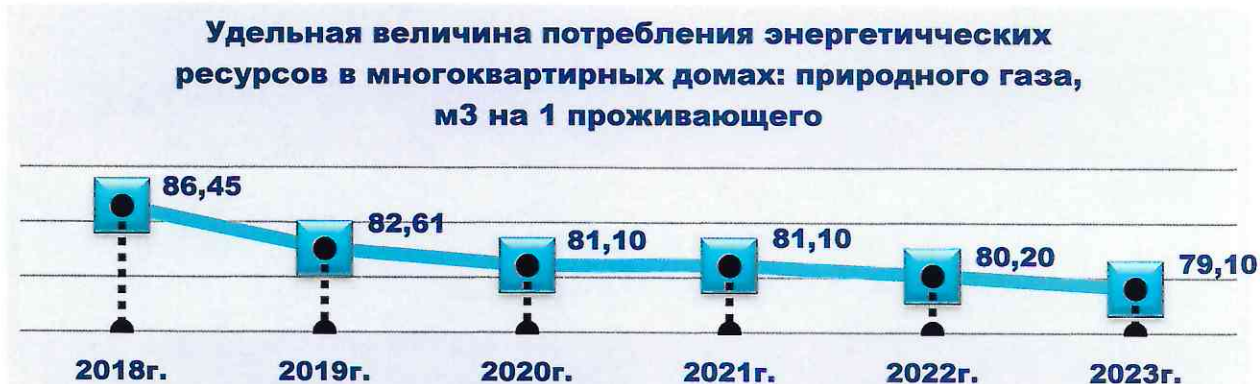 Удельная величина потребления энергетиччеcких
ресурсов в многоквартирных домах: природного газа,
м3 на 1 проживающего
86,45
82,61
81,10
81,10
80,20
79,10
2018г. 2019г. 2020г. 2021г. 2022г. 2023г.